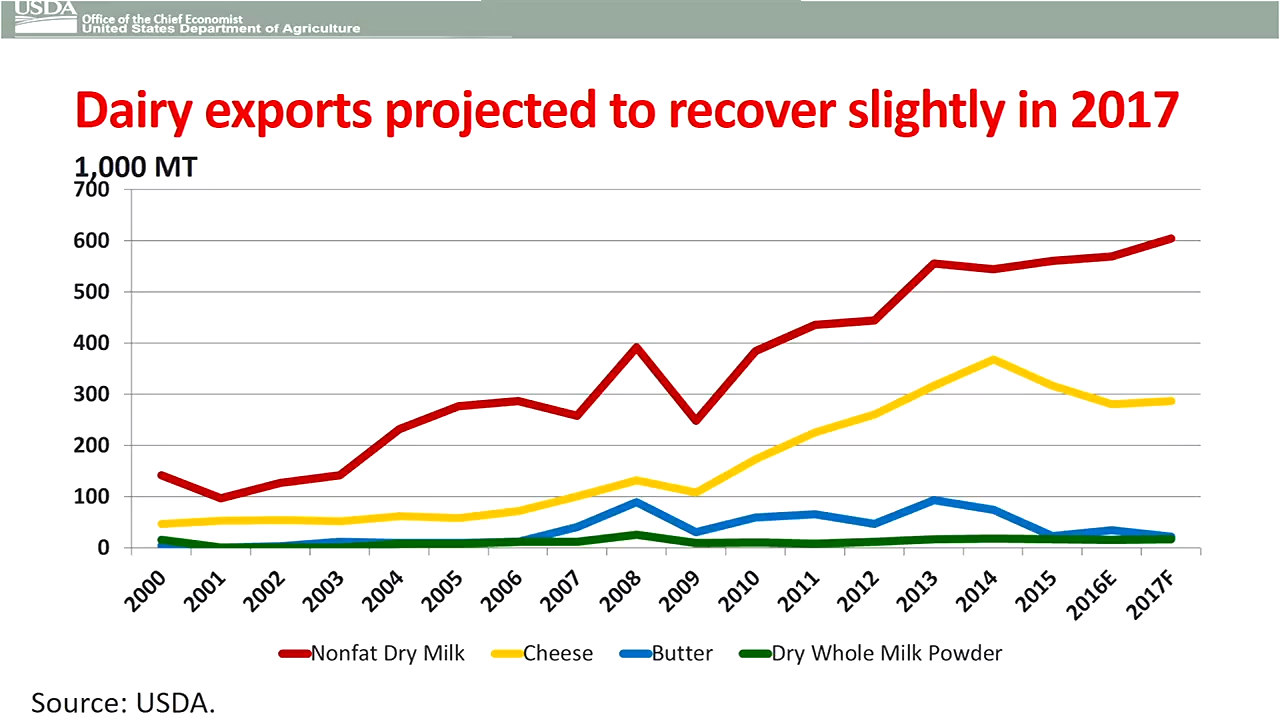 USDA
Office of the Chief Economist
United States Department of Agriculture
Dairy exports projected to recover slightly in 2017
1,000 MT
700
600
500
400
300
200
100
0
2000
2001
2002
2003
2004
2005
2006
2007
2008
2009
2010
2011
2012
2013
2014
2015
2016E
2017F
Nonfat Dry Milk Cheese Butter Dry Whole Milk Powder
Source: USDA.